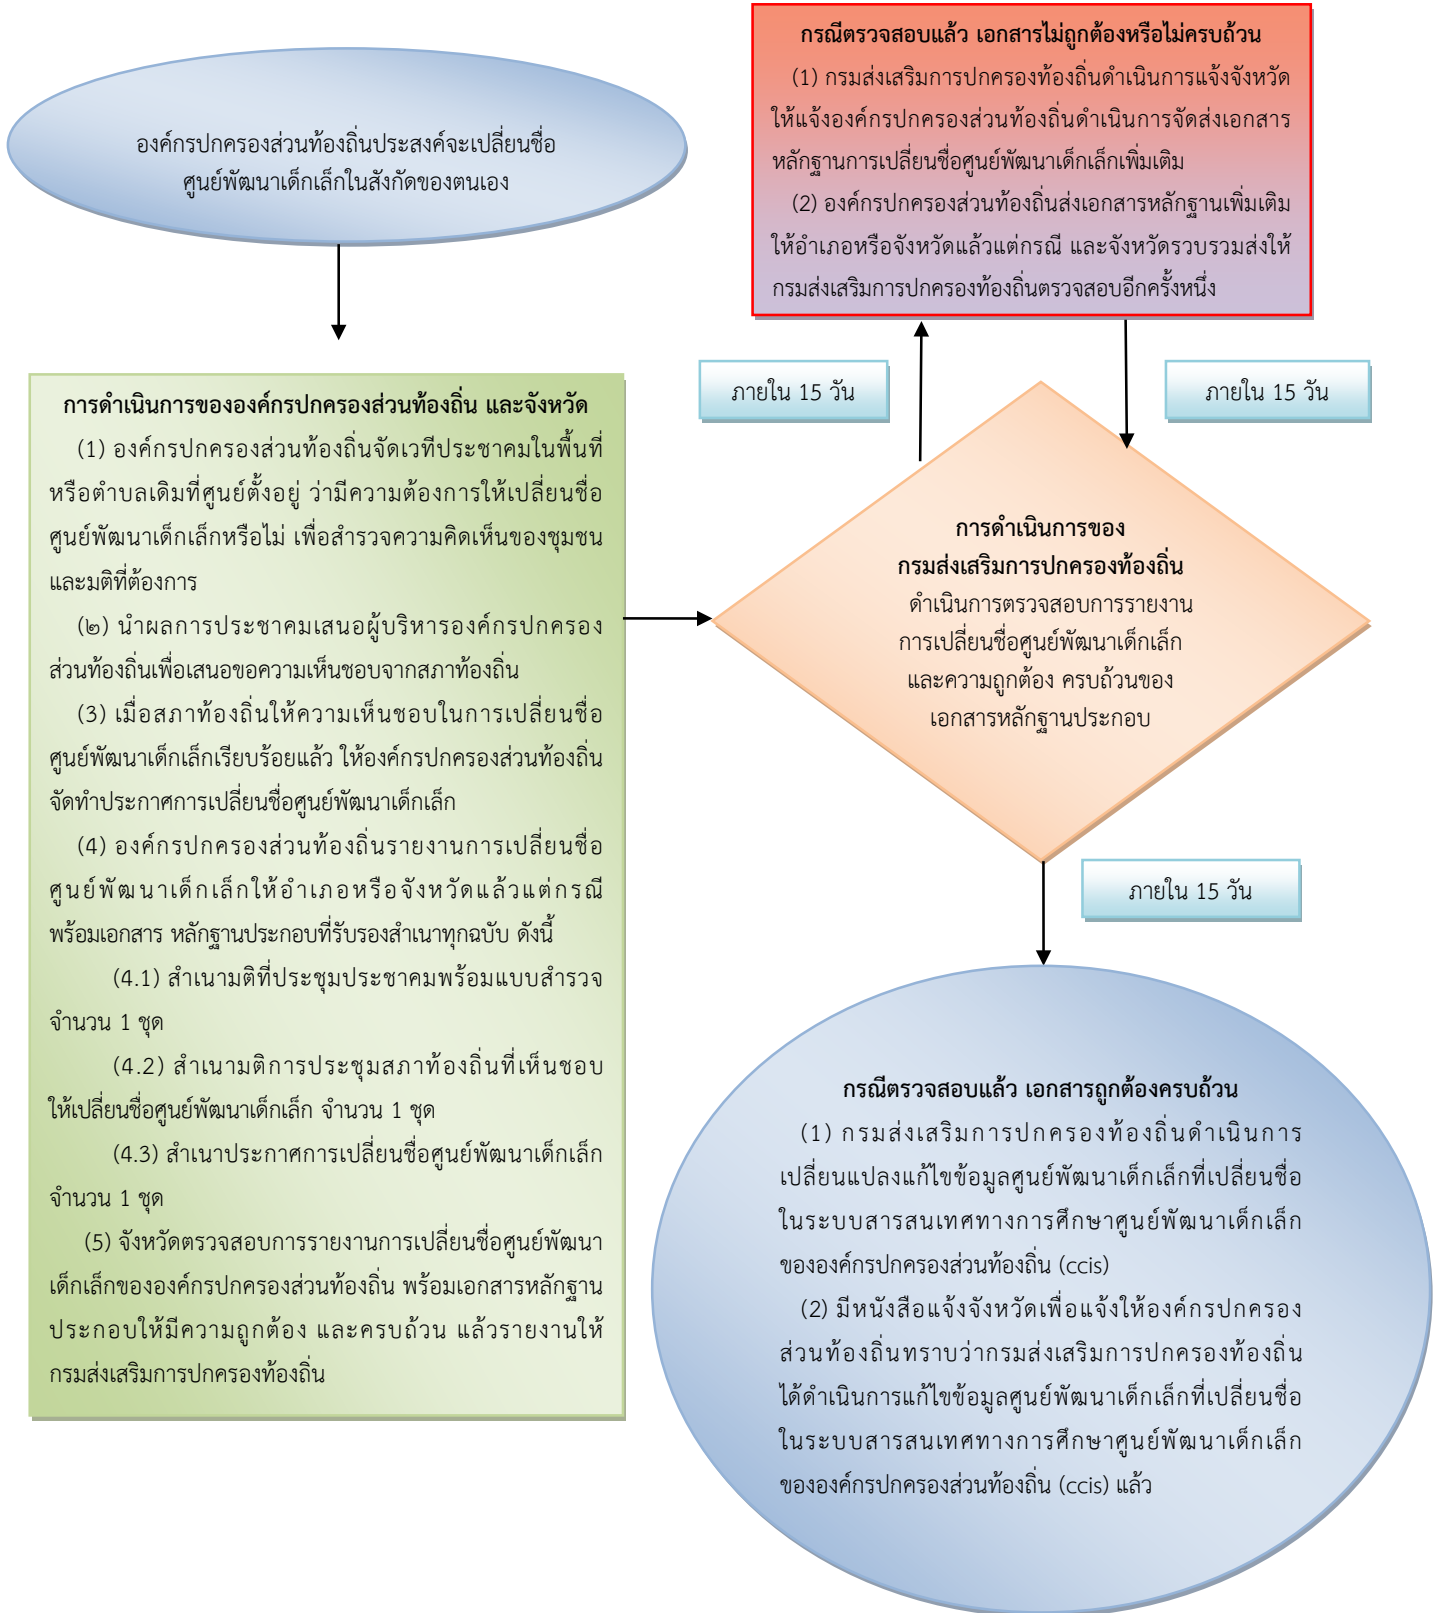 องค์กรปกครองส่วนท้องถิ่นประสงค์จะเปลี่ยนชื่อ
ศูนย์พัฒนาเด็กเล็กในสังกัดของตนเอง
การดำเนินการขององค์กรปกครองส่วนท้องถิ่น และจังหวัด
(1) องค์กรปกครองส่วนท้องถิ่นจัดเวทีประชาคมในพื้นที่
หรือตำบลเดิมที่ศูนย์ตั้งอยู่ ว่ามีความต้องการให้เปลี่ยนชื่อ
ศูนย์พัฒนาเด็กเล็กหรือไม่ เพื่อสำรวจความคิดเห็นของชุมชน
และมติที่ต้องการ
(๒) นำผลการประชาคมเสนอผู้บริหารองค์กรปกครอง
ส่วนท้องถิ่นเพื่อเสนอขอความเห็นชอบจากสภาท้องถิ่น
(3) เมื่อสภาท้องถิ่นให้ความเห็นชอบในการเปลี่ยนชื่อ
ศูนย์พัฒนาเด็กเล็กเรียบร้อยแล้ว ให้องค์กรปกครองส่วนท้องถิ่น
จัดทำประกาศการเปลี่ยนชื่อศูนย์พัฒนาเด็กเล็ก
(4) องค์กรปกครองส่วนท้องถิ่นรายงานการเปลี่ยนชื่อ
ศูนย์พัฒนาเด็กเล็กให้อำเภอหรือจังหวัดแล้วแต่กรณี
พร้อมเอกสาร หลักฐานประกอบที่รับรองสำเนาทุกฉบับ ดังนี้
(4.1) สำเนามติที่ประชุมประชาคมพร้อมแบบสำรวจ
จำนวน 1 ชุด
(4.2) สำเนามติการประชุมสภาท้องถิ่นที่เห็นชอบ
ให้เปลี่ยนชื่อศูนย์พัฒนาเด็กเล็ก จำนวน 1 ชุด
(4.3) สำเนาประกาศการเปลี่ยนชื่อศูนย์พัฒนาเด็กเล็ก
จำนวน 1 ชุด
(5) จังหวัดตรวจสอบการรายงานการเปลี่ยนชื่อศูนย์พัฒนา
เด็กเล็กขององค์กรปกครองส่วนท้องถิ่น พร้อมเอกสารหลักฐาน
ประกอบให้มีความถูกต้อง และครบถ้วน แล้วรายงานให้
กรมส่งเสริมการปกครองท้องถิ่น
กรณีตรวจสอบแล้ว เอกสารไม่ถูกต้องหรือไม่ครบถ้วน
(1) กรมส่งเสริมการปกครองท้องถิ่นดำเนินการแจ้งจังหวัด
ให้แจ้งองค์กรปกครองส่วนท้องถิ่นดำเนินการจัดส่งเอกสาร
หลักฐานการเปลี่ยนชื่อศูนย์พัฒนาเด็กเล็กเพิ่มเติม
(2) องค์กรปกครองส่วนท้องถิ่นส่งเอกสารหลักฐานเพิ่มเติม
ให้อำเภอหรือจังหวัดแล้วแต่กรณี และจังหวัดรวบรวมส่งให้
กรมส่งเสริมการปกครองท้องถิ่นตรวจสอบอีกครั้งหนึ่ง
ภายใน 15 วัน
ภายใน 15 วัน
การดำเนินการของ
กรมส่งเสริมการปกครองท้องถิ่น
ดำเนินการตรวจสอบการรายงาน
การเปลี่ยนชื่อศูนย์พัฒนาเด็กเล็ก
และความถูกต้อง ครบถ้วนของ
เอกสารหลักฐานประกอบ
ภายใน 15 วัน
กรณีตรวจสอบแล้ว เอกสารถูกต้องครบถ้วน
(1) กรมส่งเสริมการปกครองท้องถิ่นดำเนินการ
เปลี่ยนแปลงแก้ไขข้อมูลศูนย์พัฒนาเด็กเล็กที่เปลี่ยนชื่อ
ในระบบสารสนเทศทางการศึกษาศูนย์พัฒนาเด็กเล็ก
ขององค์กรปกครองส่วนท้องถิ่น (ccis)
(2) มีหนังสือแจ้งจังหวัดเพื่อแจ้งให้องค์กรปกครอง
ส่วนท้องถิ่นทราบว่ากรมส่งเสริมการปกครองท้องถิ่น
ได้ดำเนินการแก้ไขข้อมูลศูนย์พัฒนาเด็กเล็กที่เปลี่ยนชื่อ
ในระบบสารสนเทศทางการศึกษาศูนย์พัฒนาเด็กเล็ก
ขององค์กรปกครองส่วนท้องถิ่น (ccis) แล้ว